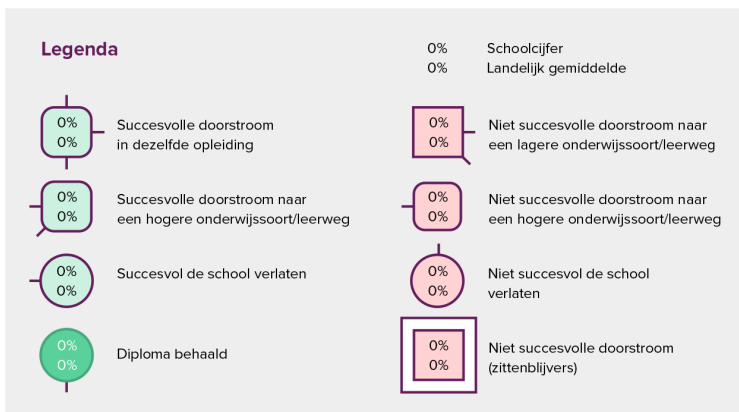 Legenda
0% Schoolcijfer
0% Landelijk gemiddelde
0%
0%
Succesvolle doorstroom
in dezelfde opleiding
0%
0%
Niet succesvolle doorstroom naar
een lagere onderwijssoort/leerweg
0%
0%
Succesvolle doorstroom naar
een hogere onderwijssoort/leerweg
0%
0%
Niet succesvolle doorstroom naar
een hogere onderwijssoort/leerweg
0%
0%
Succesvol de school verlaten
0%
0%
Niet succesvol de school
verlaten
0%
0%
Diploma behaald
0%
0%
Niet succesvolle doorstroom
(zittenblijvers)